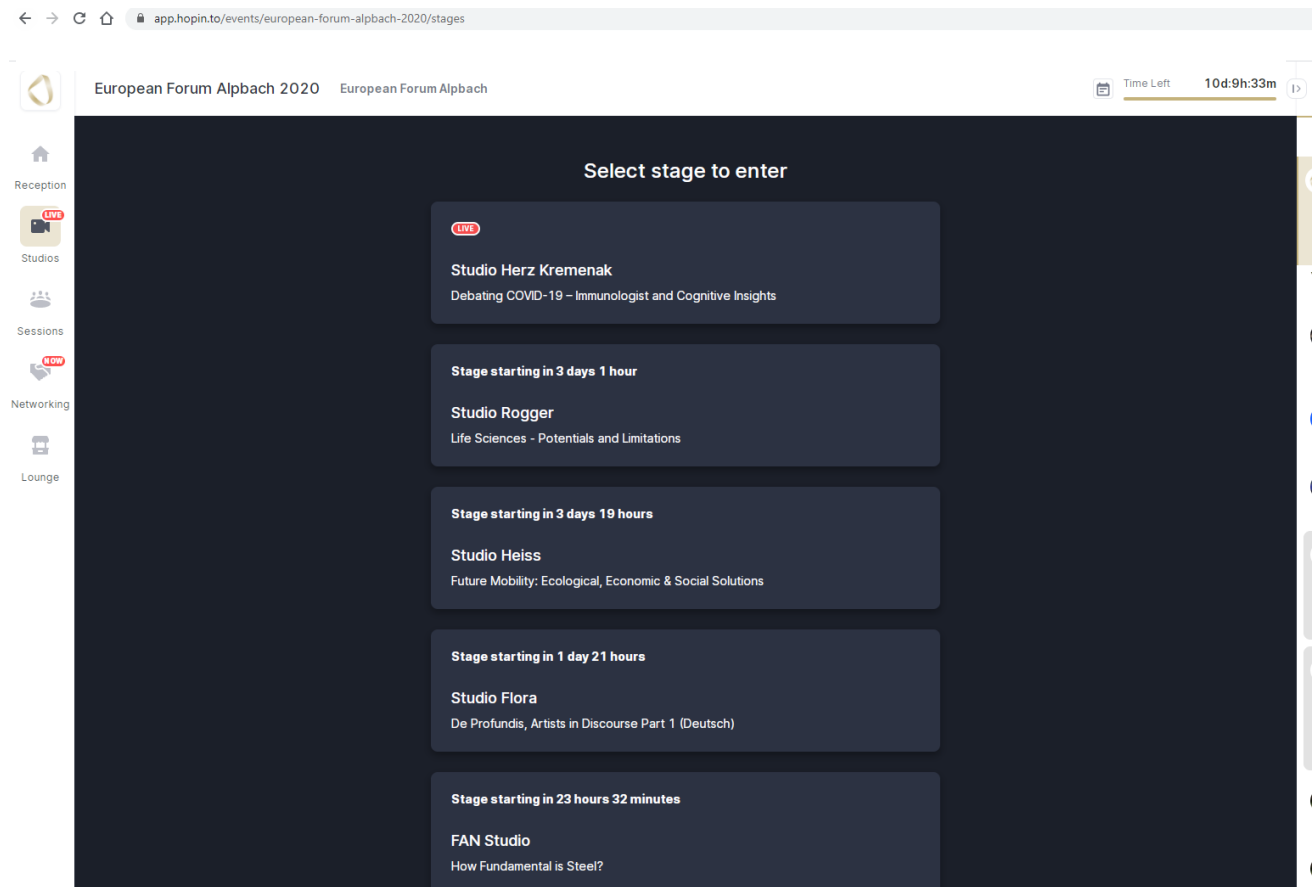 app.hopin.to/events/european-forum-alpbach-2020/stages
European Forum Alpbach 2020 European Forum Alpbach
Time Left 10d:9h:33m
Reception
LIVE
Studios
Sessions
NOW
Networking
Lounge
Select stage to enter
LIVE
Studio Herz Kremenak
Debating COVID-19 – Immunologist and Cognitive Insights
Stage starting in 3 days 1 hour
Studio Rogger
Life Sciences - Potentials and Limitations
Stage starting in 3 days 19 hours
Studio Heiss
Future Mobility: Ecological, Economic & Social Solutions
Stage starting in 1 day 21 hours
Studio Flora
De Profundis, Artists in Discourse Part 1 (Deutsch)
Stage starting in 23 hours 32 minutes
FAN Studio
How Fundamental is Steel?